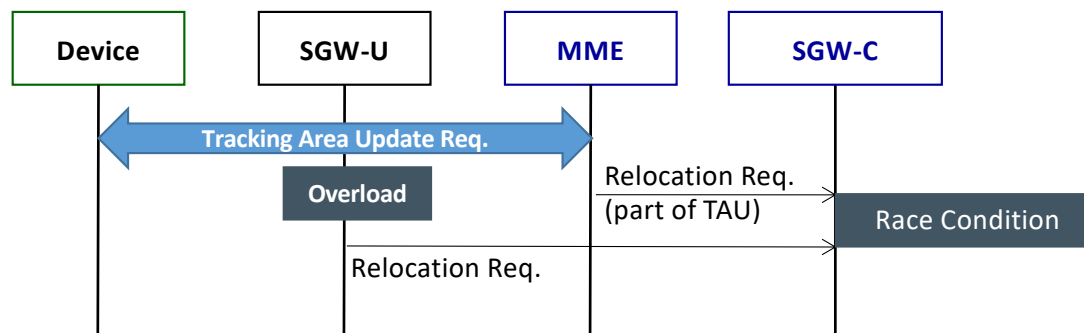 Device
SGW-U
MME
SGW-C
Tracking Area Update Req.
Overload
Relocation Req.
(part of TAU)
Race Condition
Relocation Req.